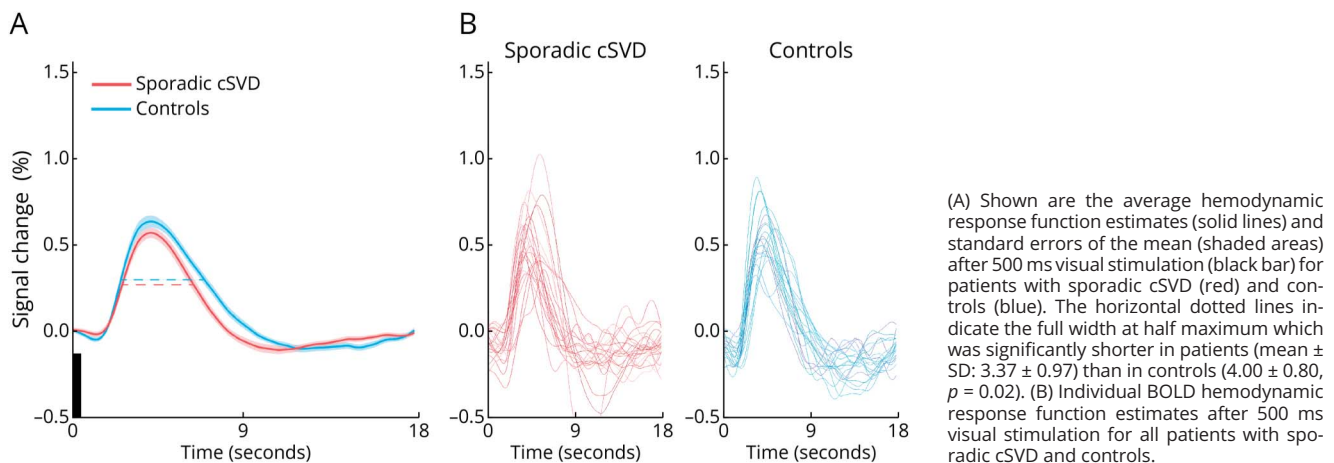 A
B
Sporadic cSVD
Controls
1.5
1.0
0.5
0.0
−0.5
Signal change (%)
Sporadic cSVD
Controls
0
9
18
Time (seconds)
1.5
1.0
0.5
0.0
−0.5
0
9
18
Time (seconds)
1.5
1.0
0.5
0.0
−0.5
0
9
18
Time (seconds)
(A) Shown are the average hemodynamic
response function estimates (solid lines) and
standard errors of the mean (shaded areas)
after 500 ms visual stimulation (black bar) for
patients with sporadic cSVD (red) and con-
trols (blue). The horizontal dotted lines in-
dicate the full width at half maximum which
was significantly shorter in patients (mean ±
SD: 3.37 ± 0.97) than in controls (4.00 ± 0.80,
p = 0.02). (B) Individual BOLD hemodynamic
response function estimates after 500 ms
visual stimulation for all patients with spo-
radic cSVD and controls.